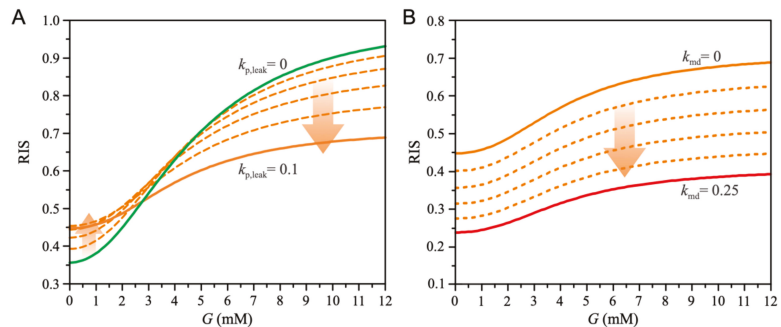 A
1.0
0.9
0.8
0.7
0.6
0.5
0.4
0.3
RIS
kp,leak= 0
kp,leak= 0.1
0 1 2 3 4 5 6 7 8 9 10 11 12
G (mM)
B
0.8
0.7
0.6
0.5
0.4
0.3
0.2
0.1
RIS
kmd= 0
kmd= 0.25
0 1 2 3 4 5 6 7 8 9 10 11 12
G (mM)